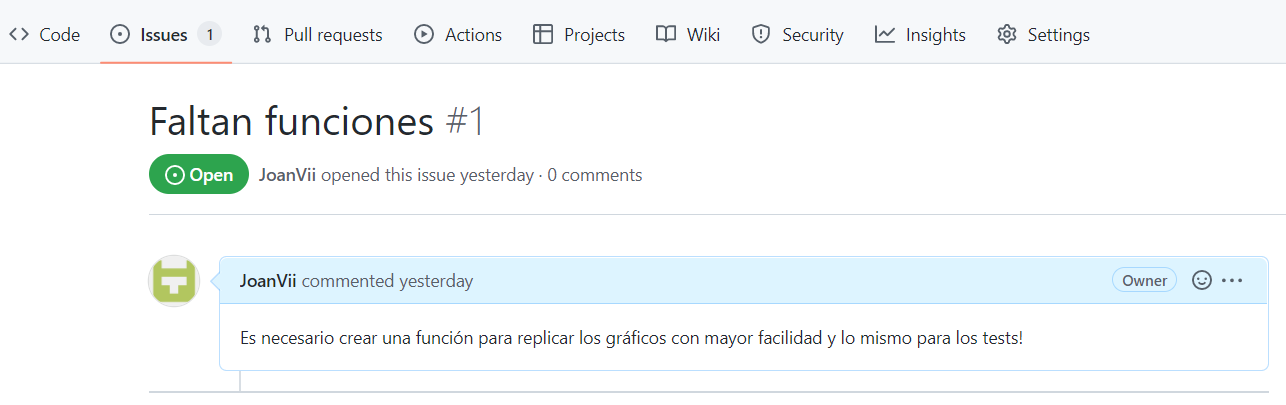 Code Issues 1 Pull requests Actions Projects Wiki Security Insights Settings
Faltan funciones #1
Open JoanVii opened this issue yesterday · 0 comments
JoanVii commented yesterday Owner
Es necesario crear una función para replicar los gráficos con mayor facilidad y lo mismo para los tests!